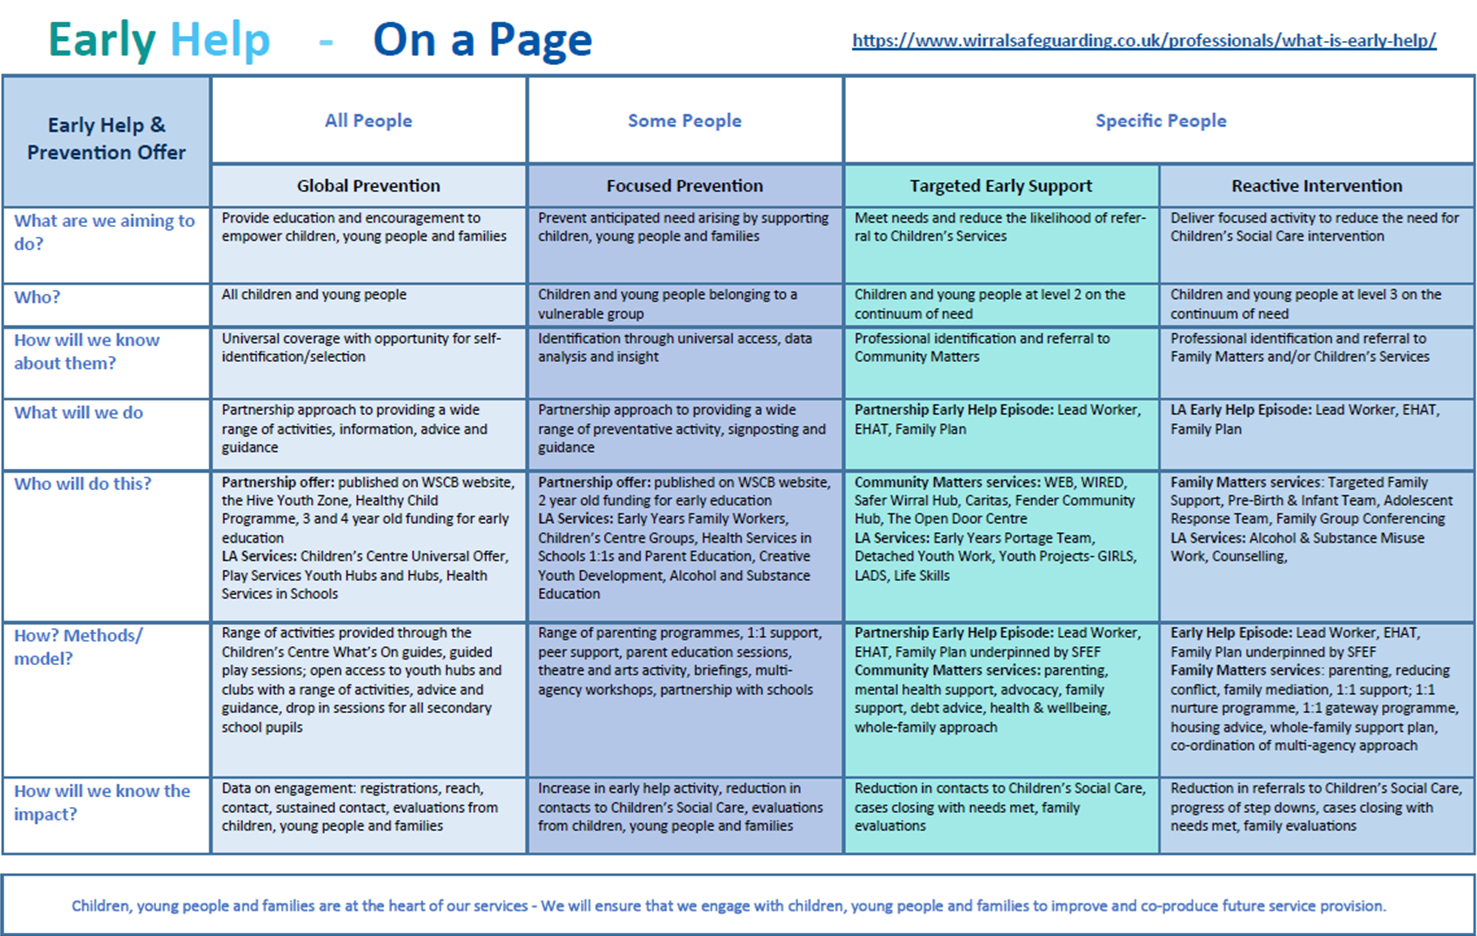 Early Help - On a Page
https://www.wirralsafeguarding.co.uk/professionals/what-is-early-help/
Early Help &
Prevention Offer
All People
Some People
Specific People
Global Prevention
Focused Prevention
Targeted Early Support
Reactive Intervention
What are we aiming to
do?
Provide education and encouragement to
empower children, young people and families
Prevent anticipated need arising by supporting
children, young people and families
Meet needs and reduce the likelihood of refer-
ral to Children's Services
Deliver focused activity to reduce the need for
Children's Social Care intervention
Who?
All children and young people
Children and young people belonging to a
vulnerable group
Children and young people at level 2 on the
continuum of need
Children and young people at level 3 on the
continuum of need
How will we know
about them?
Universal coverage with opportunity for self-
identification/selection
Identification through universal access, data
analysis and insight
Professional identification and referral to
Community Matters
Professional identification and referral to
Family Matters and/or Children's Services
What will we do
Partnership approach to providing a wide
range of activities, information, advice and
guidance
Partnership approach to providing a wide
range of preventative activity, signposting and
guidance
Partnership Early Help Episode: Lead Worker,
EHAT, Family Plan
LA Early Help Episode: Lead Worker, EHAT,
Family Plan
Who will do this?
Partnership offer: published on WSCB website,
the Hive Youth Zone, Healthy Child
Programme, 3 and 4 year old funding for early
education
LA Services: Children's Centre Universal Offer,
Play Services Youth Hubs and Hubs, Health
Services in Schools
Partnership offer: published on WSCB website,
2 year old funding for early education
LA Services: Early Years Family Workers,
Children's Centre Groups, Health Services in
Schools 1:1s and Parent Education, Creative
Youth Development, Alcohol and Substance
Education
Community Matters services: WEB, WIRED,
Safer Wirral Hub, Caritas, Fender Community
Hub, The Open Door Centre
LA Services: Early Years Portage Team,
Detached Youth Work, Youth Projects- GIRLS,
LADS, Life Skills
Family Matters services: Targeted Family
Support, Pre-Birth & Infant Team, Adolescent
Response Team, Family Group Conferencing
LA Services: Alcohol & Substance Misuse
Work, Counselling,
How? Methods/
model?
Range of activities provided through the
Children's Centre What's On guides, guided
play sessions; open access to youth hubs and
clubs with a range of activities, advice and
guidance, drop in sessions for all secondary
school pupils
Range of parenting programmes, 1:1 support,
peer support, parent education sessions,
theatre and arts activity, briefings, multi-
agency workshops, partnership with schools
Partnership Early Help Episode: Lead Worker,
EHAT, Family Plan underpinned by SFEF
Community Matters services: parenting,
mental health support, advocacy, family
support, debt advice, health & wellbeing,
whole-family approach
Early Help Episode: Lead Worker, EHAT,
Family Plan underpinned by SFEF
Family Matters services: parenting, reducing
conflict, family mediation, 1:1 support; 1:1
nurture programme, 1:1 gateway programme,
housing advice, whole-family support plan,
co-ordination of multi-agency approach
How will we know the
impact?
Data on engagement: registrations, reach,
contact, sustained contact, evaluations from
children, young people and families
Increase in early help activity, reduction in
contacts to Children's Social Care, evaluations
from children, young people and families
Reduction in contacts to Children's Social Care,
cases closing with needs met, family
evaluations
Reduction in referrals to Children's Social Care,
progress of step downs, cases closing with
needs met, family evaluations
Children, young people and families are at the heart of our services - We will ensure that we engage with children, young people and families to improve and co-produce future service provision.